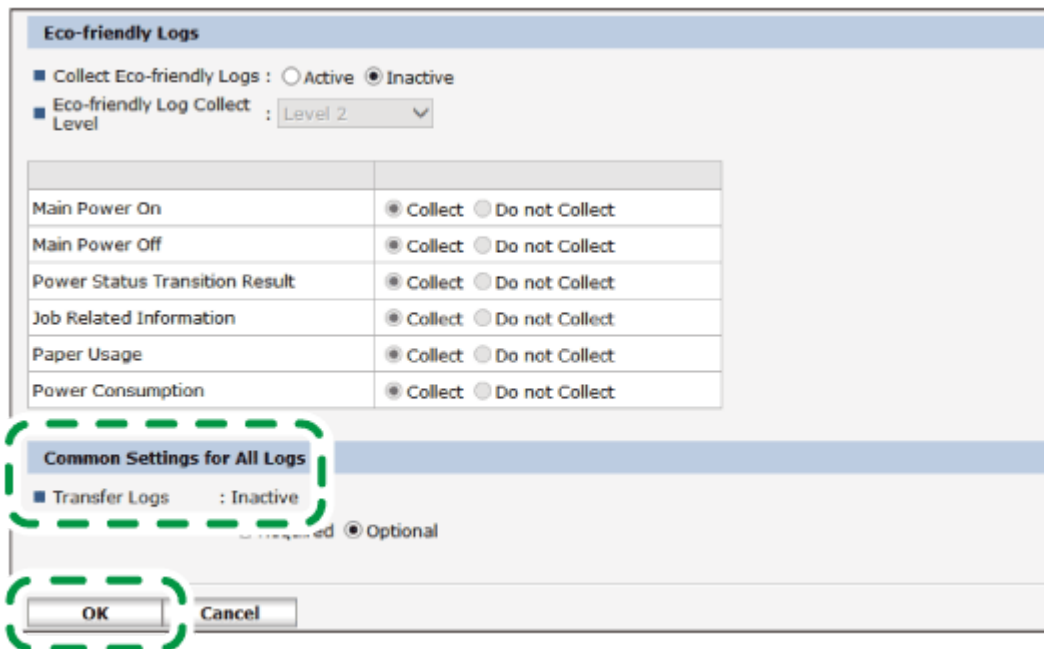 Eco-friendly Logs
Collect Eco-friendly Logs : Active Inactive
Eco-friendly Log Collect Level : Level 2
Main Power On Collect Do not Collect
Main Power Off Collect Do not Collect
Power Status Transition Result Collect Do not Collect
Job Related Information Collect Do not Collect
Paper Usage Collect Do not Collect
Power Consumption Collect Do not Collect
Common Settings for All Logs
Transfer Logs : Inactive
Optional
OK Cancel